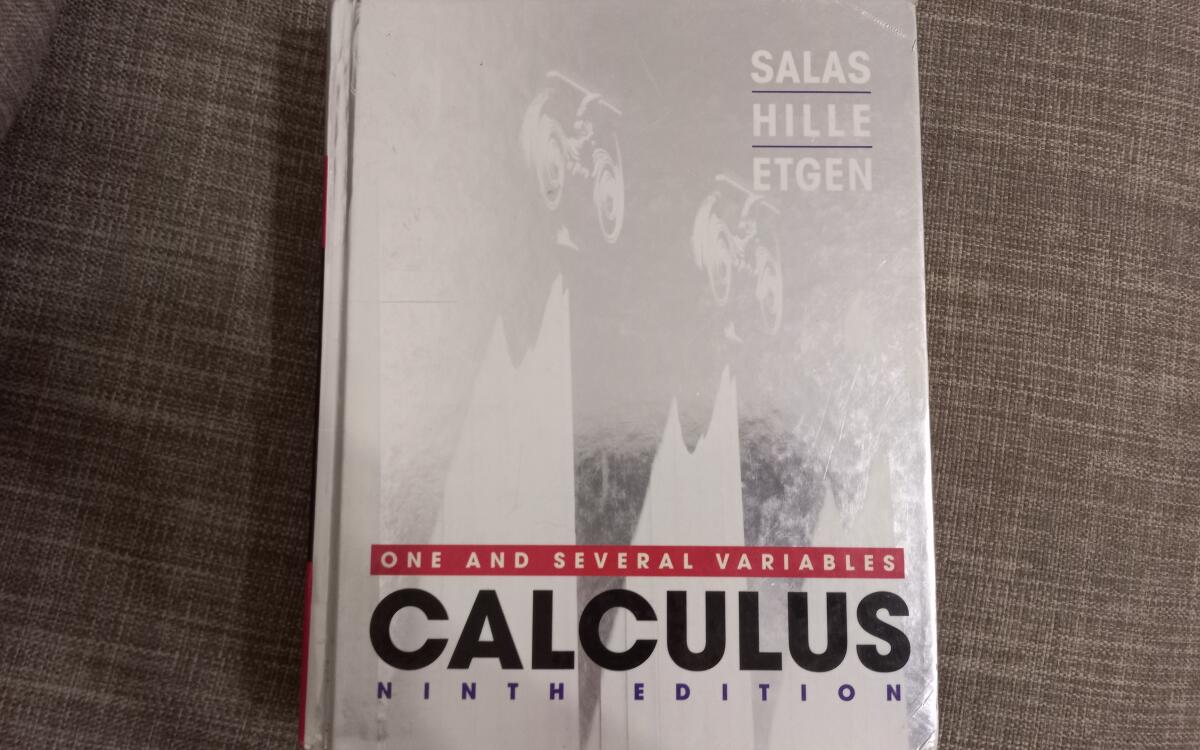 SALAS
HILLE
ETGEN
ONE AND SEVERAL VARIABLES
CALCULUS
NINTH EDITION